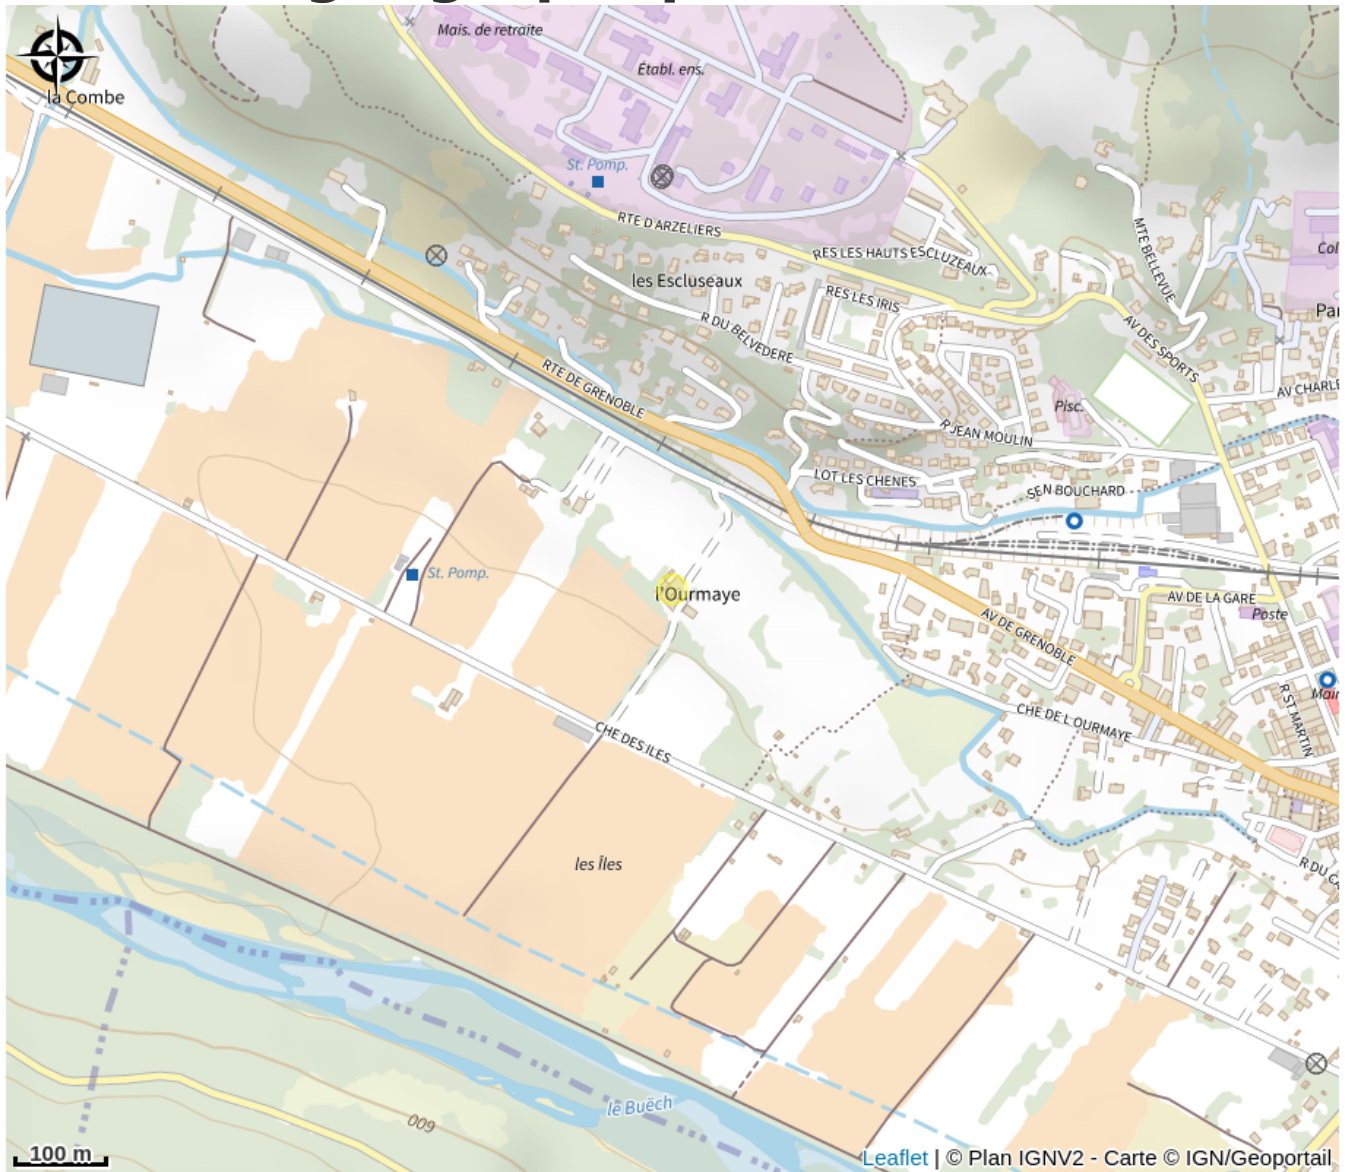 Mais. de retraite
Établ. ens.
la Combe
St. Pomp.
RTE D'ARZELIERS
RES LES HAUTS ESCLUZEAUX
MTE BELLEVUE
Col
les Escluseaux
RES LES IRIS
Par
R DU BELVEDERE
AV DES SPORTS
RTE DE GRENOBLE
AV CHARLE
Pisc.
R JEAN MOULIN
LOT LES CHENES
SEN BOUCHARD
St. Pomp.
l'Ourmaye
AV DE LA GARE
Poste
AV DE GRENOBLE
Mair
R ST MARTIN
CHE DE L OURMAYE
CHE DES ILES
les Îles
R DU CA
le Buëch
600
100 m
Leaflet | © Plan IGNV2 - Carte © IGN/Geoportail